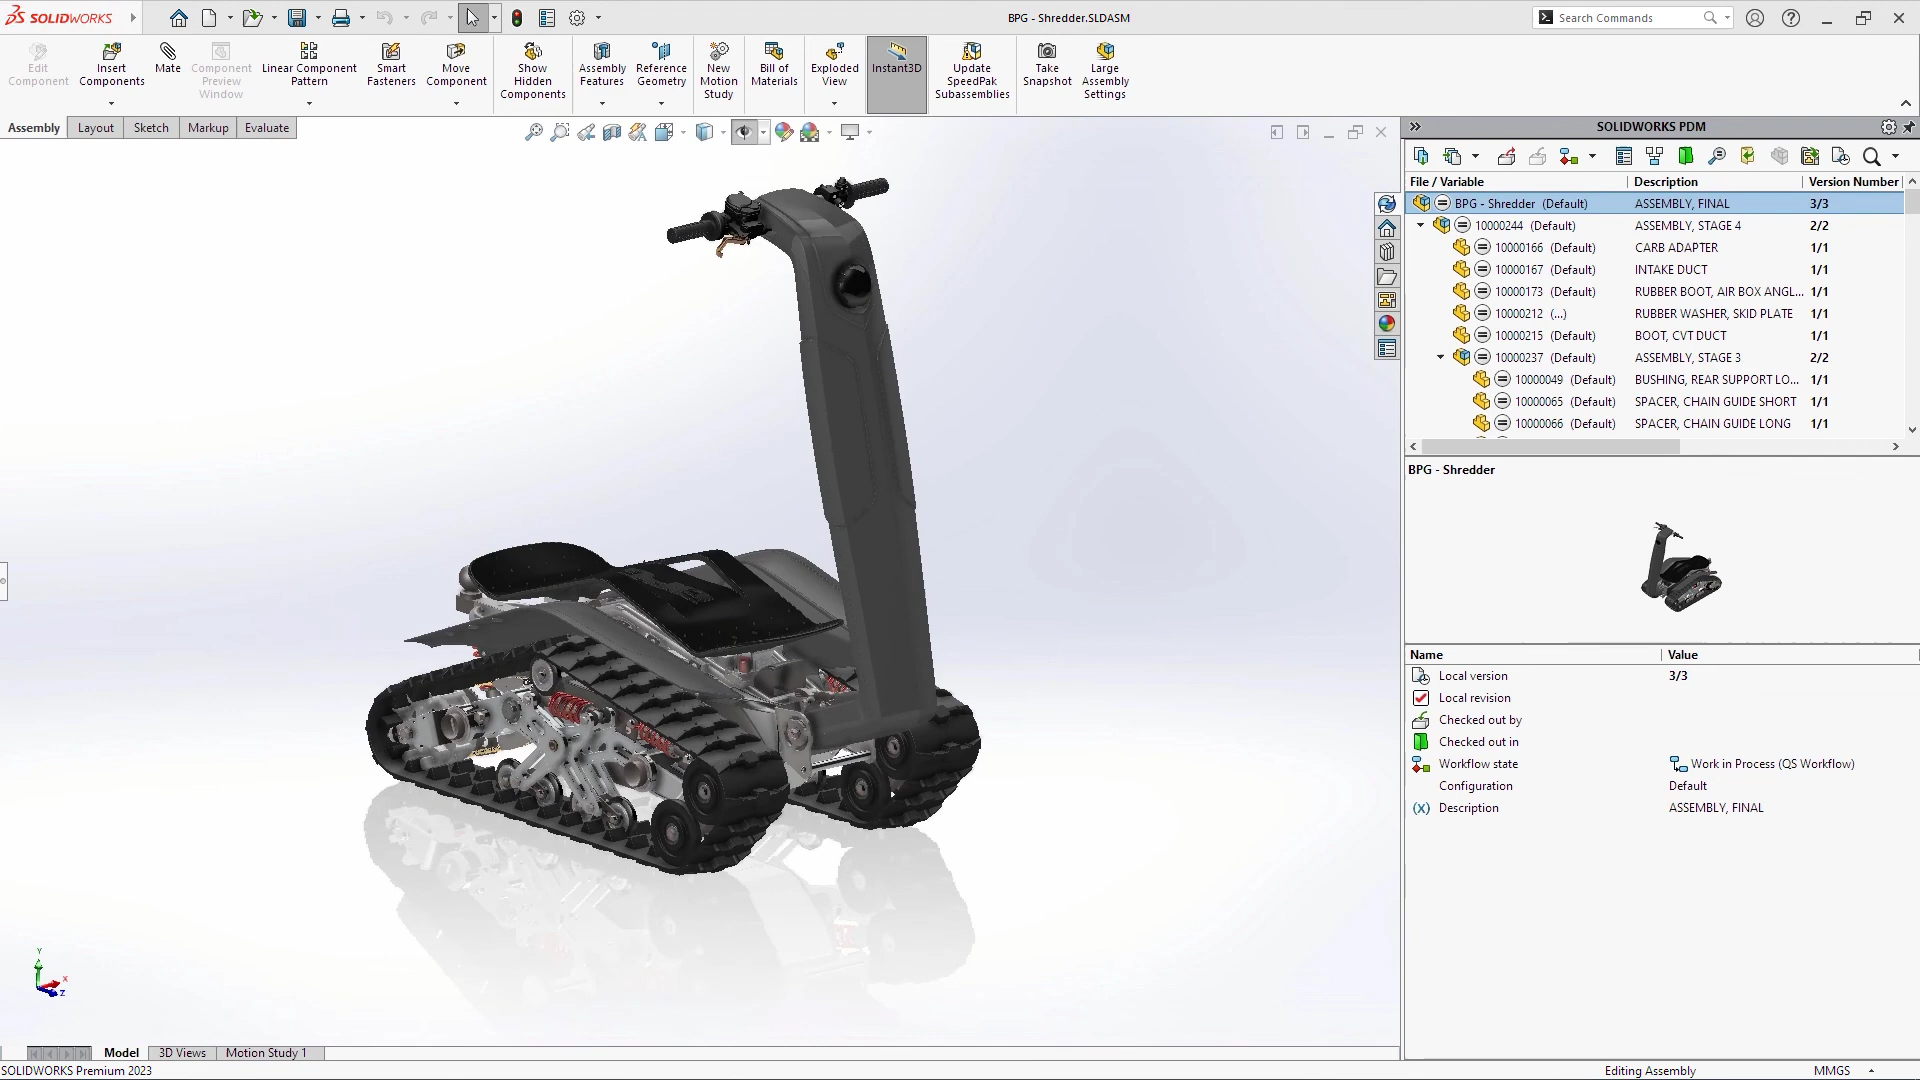 SOLIDWORKS
BPG - Shredder.SLDASM
Search Commands
Edit Component
Insert Components
Mate
Component Preview Window
Linear Component Pattern
Smart Fasteners
Move Component
Show Hidden Components
Assembly Features
Reference Geometry
New Motion Study
Bill of Materials
Exploded View
Instant3D
Update SpeedPak Subassemblies
Take Snapshot
Large Assembly Settings
Assembly Layout Sketch Markup Evaluate
SOLIDWORKS PDM
File / Variable Description Version Number
BPG - Shredder (Default) ASSEMBLY, FINAL 3/3
10000244 (Default) ASSEMBLY, STAGE 4 2/2
10000166 (Default) CARB ADAPTER 1/1
10000167 (Default) INTAKE DUCT 1/1
10000173 (Default) RUBBER BOOT, AIR BOX ANGL... 1/1
10000212 (...) RUBBER WASHER, SKID PLATE 1/1
10000215 (Default) BOOT, CVT DUCT 1/1
10000237 (Default) ASSEMBLY, STAGE 3 2/2
10000049 (Default) BUSHING, REAR SUPPORT LO... 1/1
10000065 (Default) SPACER, CHAIN GUIDE SHORT 1/1
10000066 (Default) SPACER, CHAIN GUIDE LONG 1/1
BPG - Shredder
Name Value
Local version 3/3
Local revision
Checked out by
Checked out in
Workflow state Work in Process (QS Workflow)
Configuration Default
(x) Description ASSEMBLY, FINAL
Y
X
Z
Model 3D Views Motion Study 1
SOLIDWORKS Premium 2023
Editing Assembly
MMGS